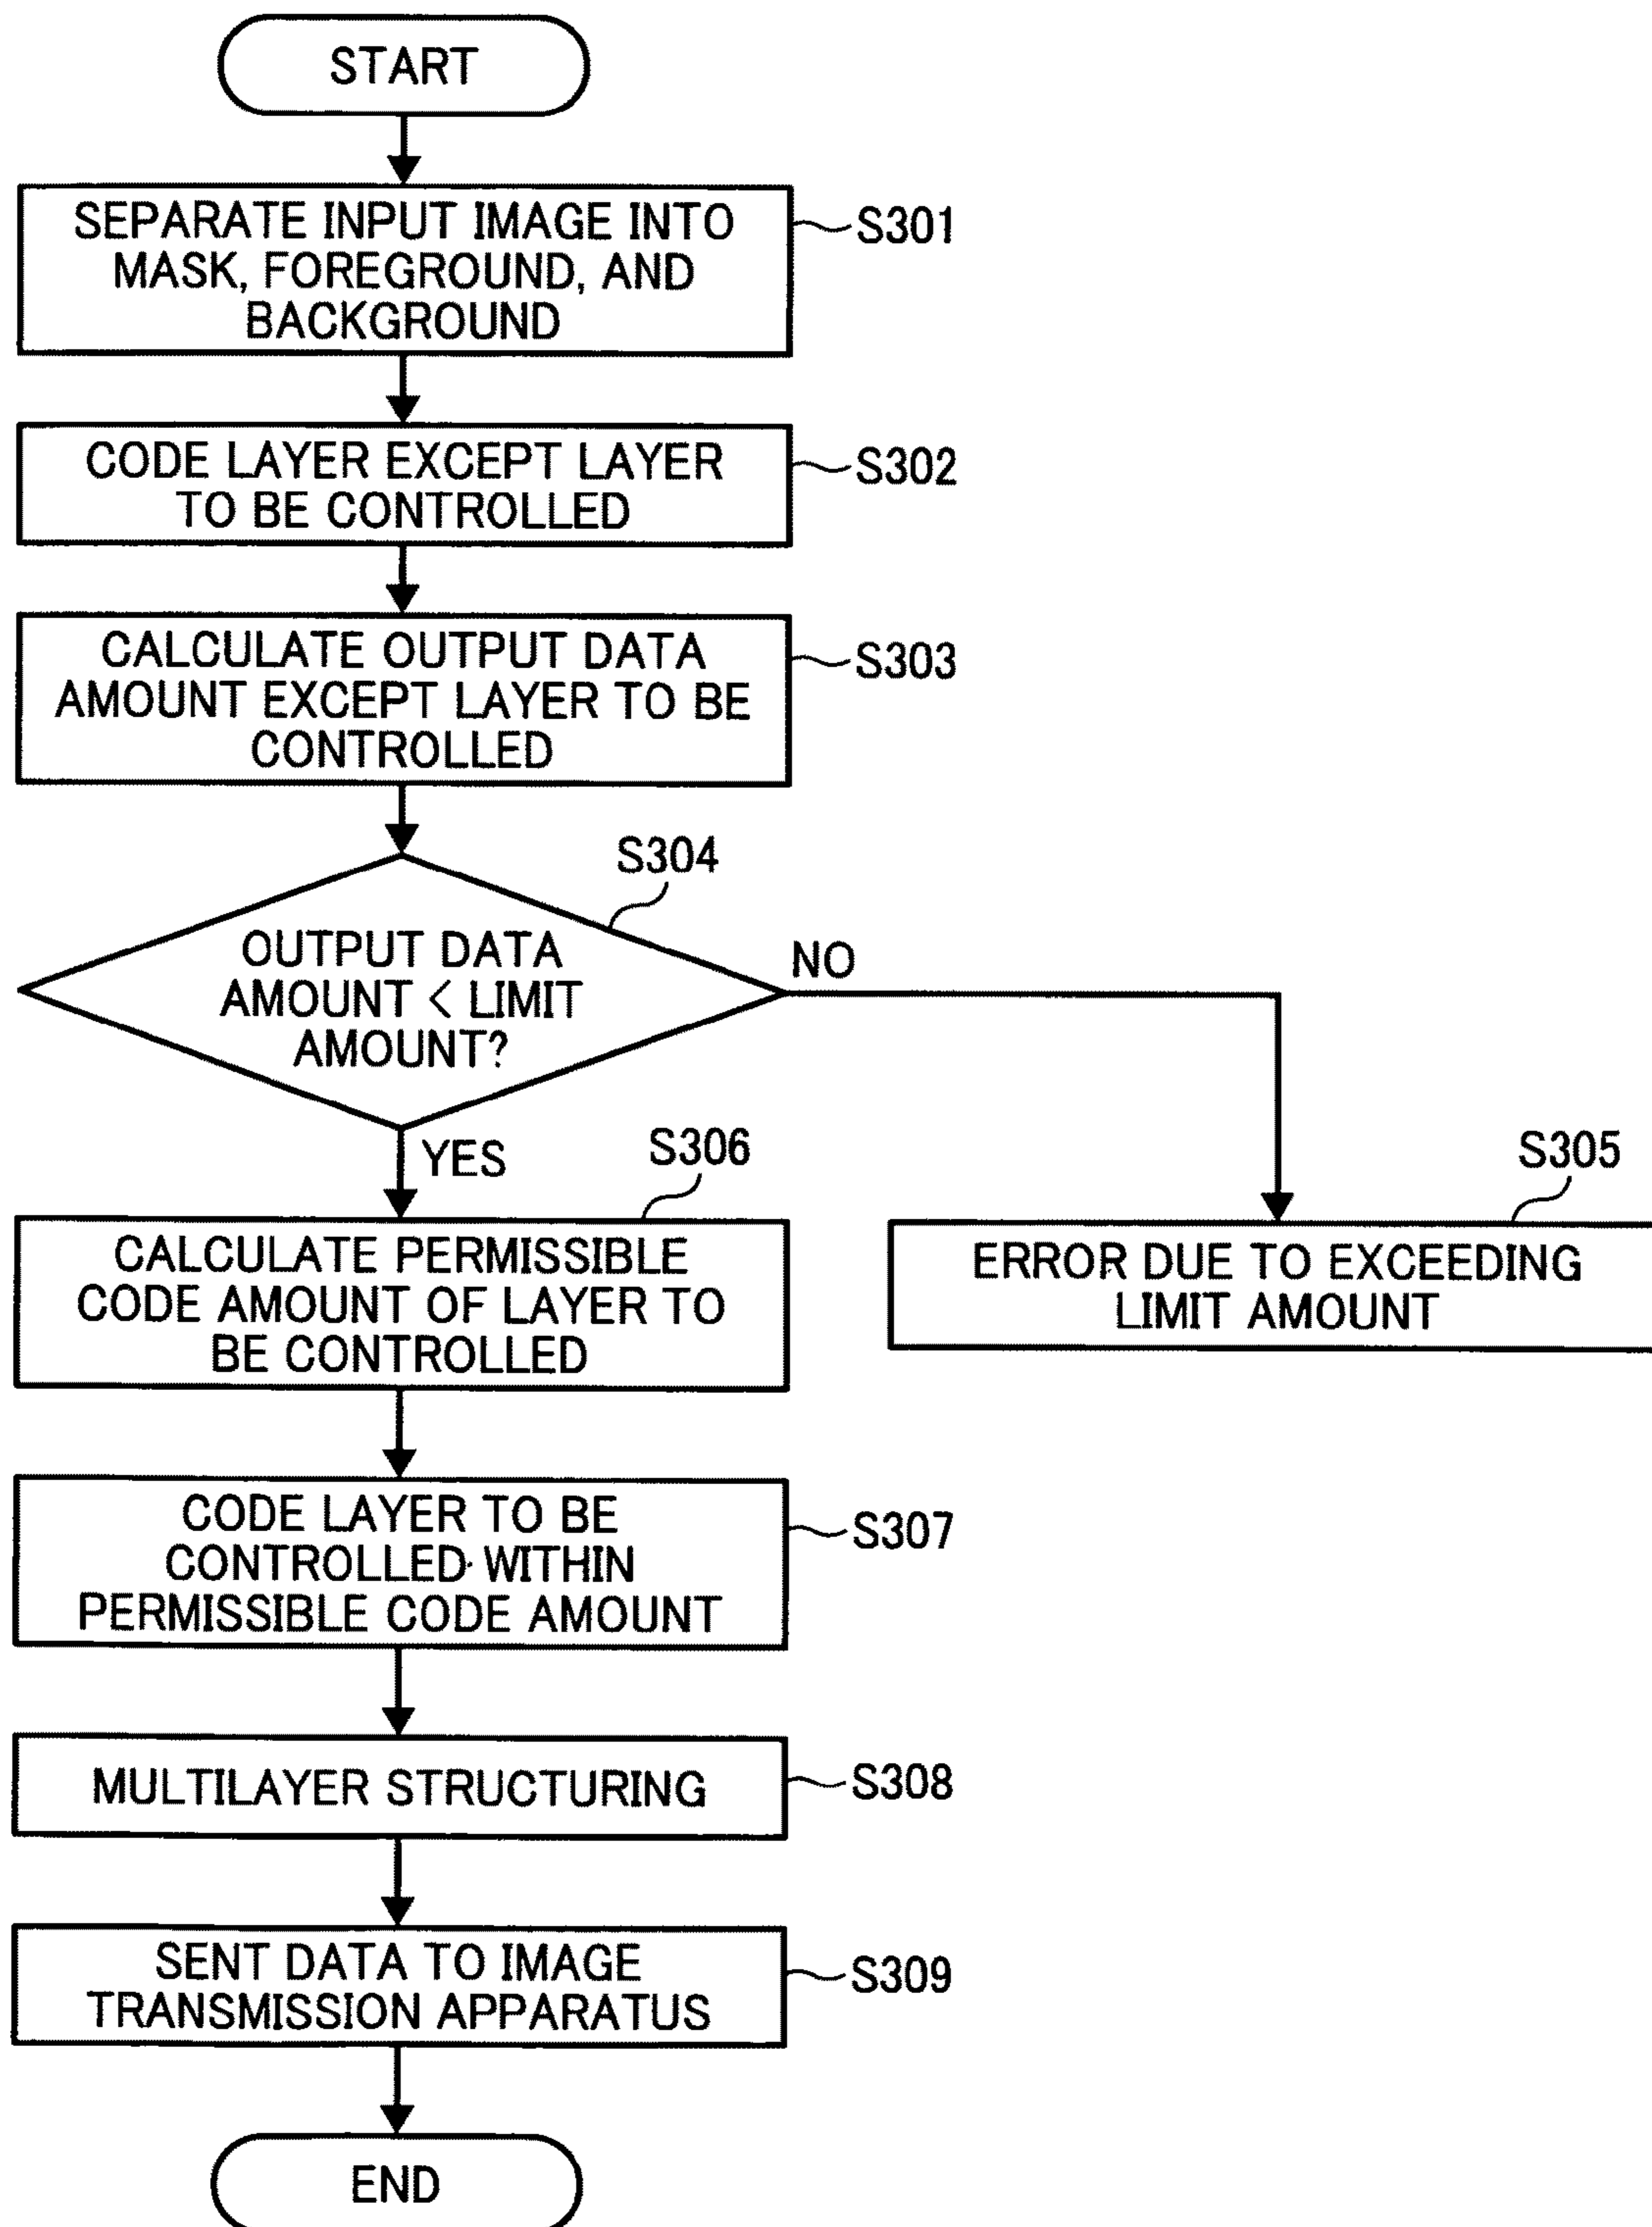 START
SEPARATE INPUT IMAGE INTO
MASK, FOREGROUND, AND
BACKGROUND
S301
CODE LAYER EXCEPT LAYER
TO BE CONTROLLED
S302
CALCULATE OUTPUT DATA
AMOUNT EXCEPT LAYER TO BE
CONTROLLED
S303
S304
OUTPUT DATA
AMOUNT < LIMIT
AMOUNT?
NO
YES
S306
S305
CALCULATE PERMISSIBLE
CODE AMOUNT OF LAYER TO
BE CONTROLLED
ERROR DUE TO EXCEEDING
LIMIT AMOUNT
CODE LAYER TO BE
CONTROLLED WITHIN
PERMISSIBLE CODE AMOUNT
S307
MULTILAYER STRUCTURING
S308
SENT DATA TO IMAGE
TRANSMISSION APPARATUS
S309
END